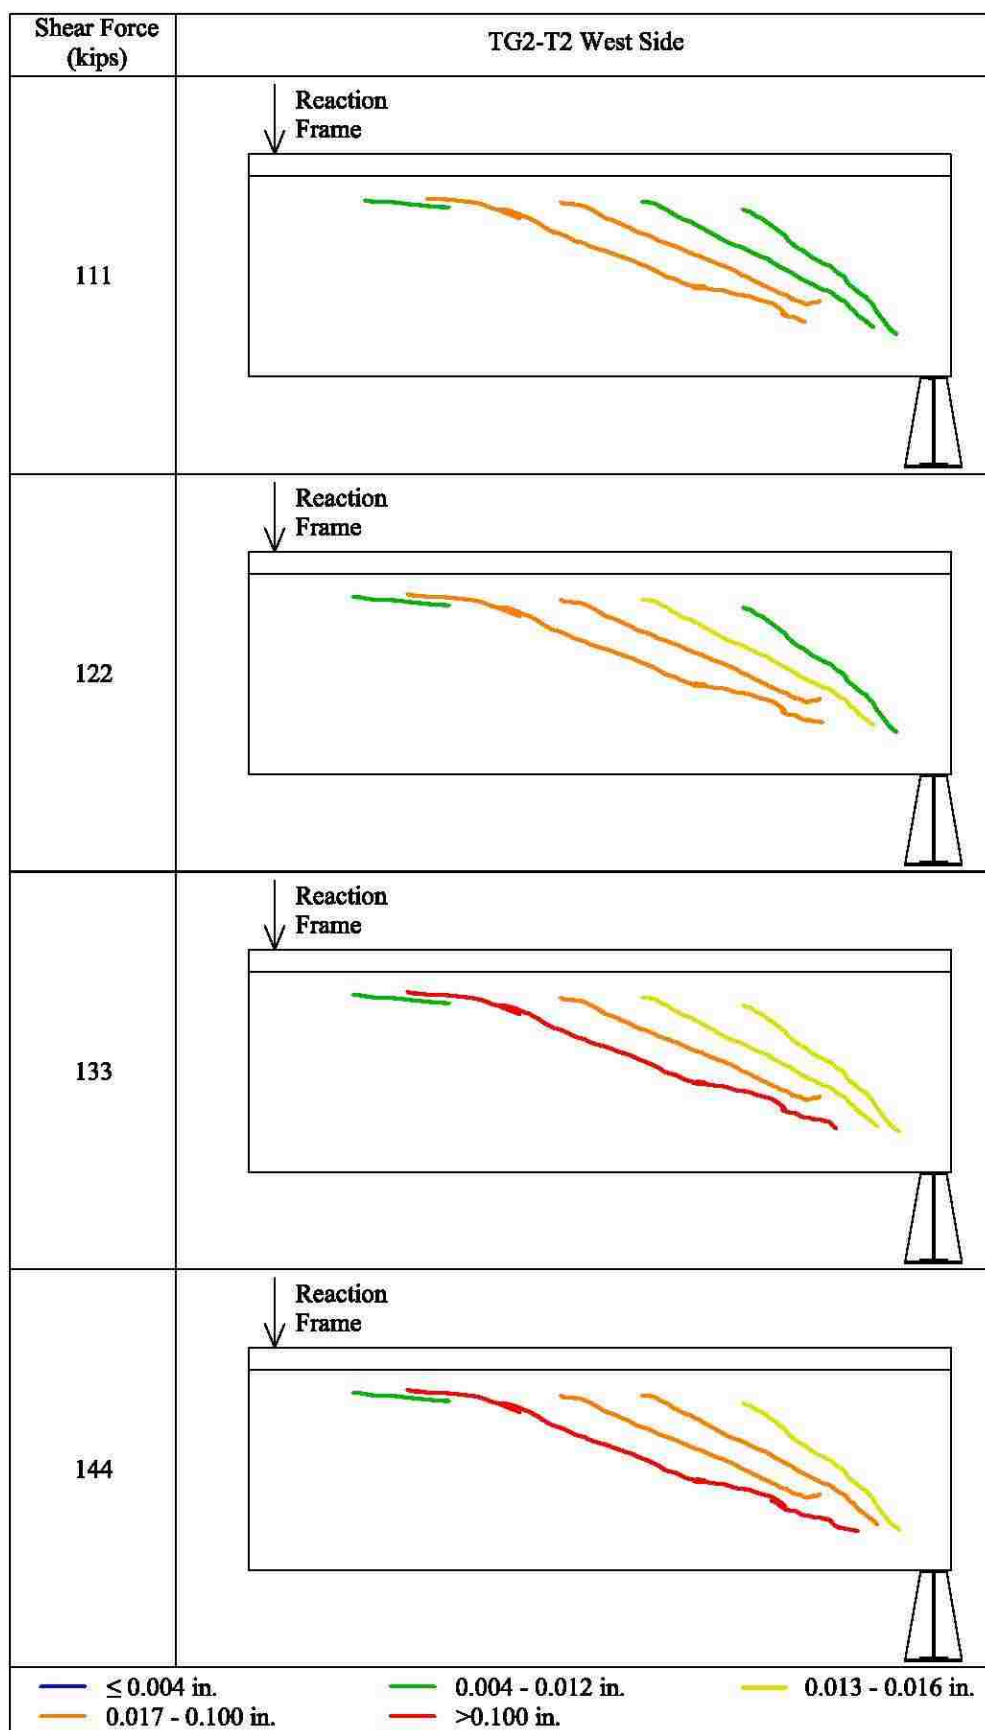 Shear Force
(kips)
TG2-T2 West Side
Reaction
Frame
111
Reaction
Frame
122
Reaction
Frame
133
Reaction
Frame
144
≤ 0.004 in.
0.004 - 0.012 in.
0.013 - 0.016 in.
0.017 - 0.100 in.
>0.100 in.